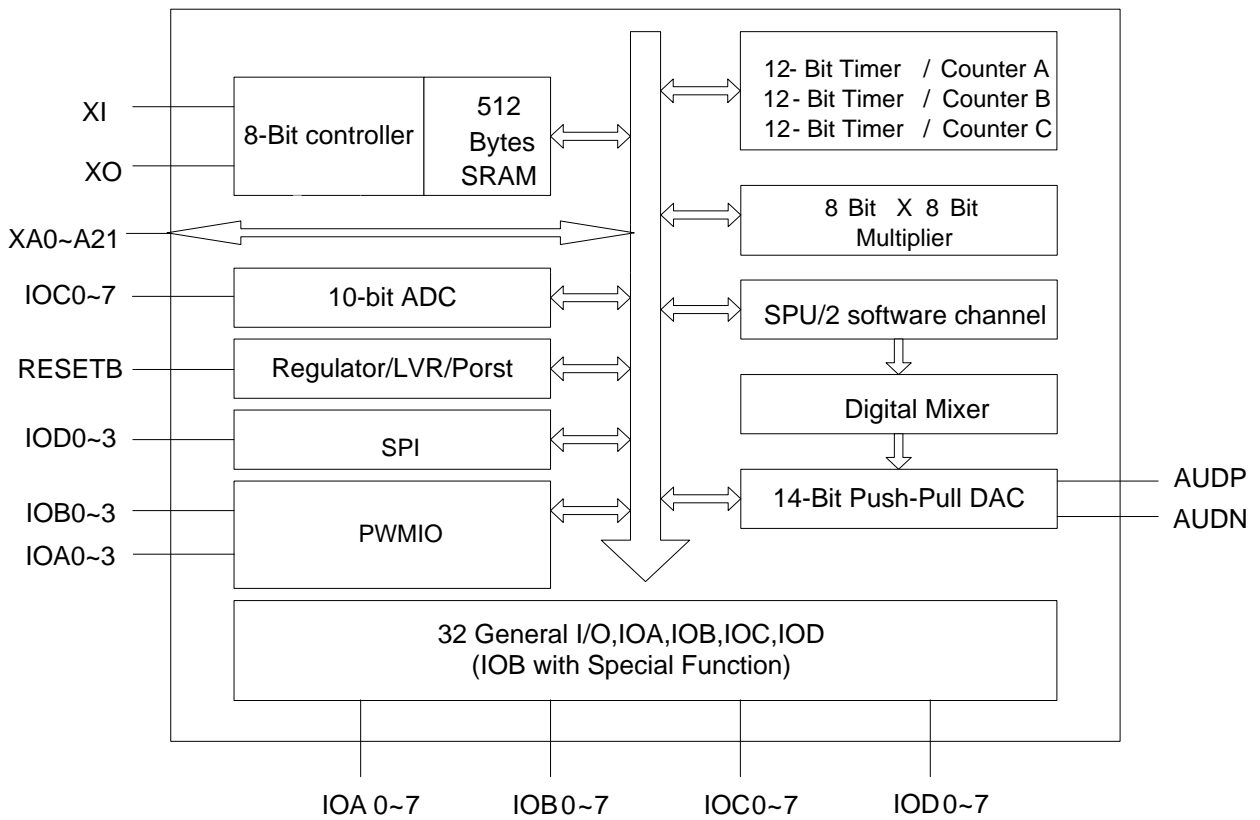 XI
XO
XA0~A21
IOC0~7
RESETB
IOD0~3
IOB0~3
IOA0~3
8-Bit controller
512
Bytes
SRAM
10-bit ADC
Regulator/LVR/Porst
SPI
PWMIO
12- Bit Timer / Counter A
12- Bit Timer / Counter B
12- Bit Timer / Counter C
8 Bit X 8 Bit
Multiplier
SPU/2 software channel
Digital Mixer
14-Bit Push-Pull DAC
AUDP
AUDN
32 General I/O,IOA,IOB,IOC,IOD
(IOB with Special Function)
IOA 0~7
IOB0~7
IOC0~7
IOD0~7